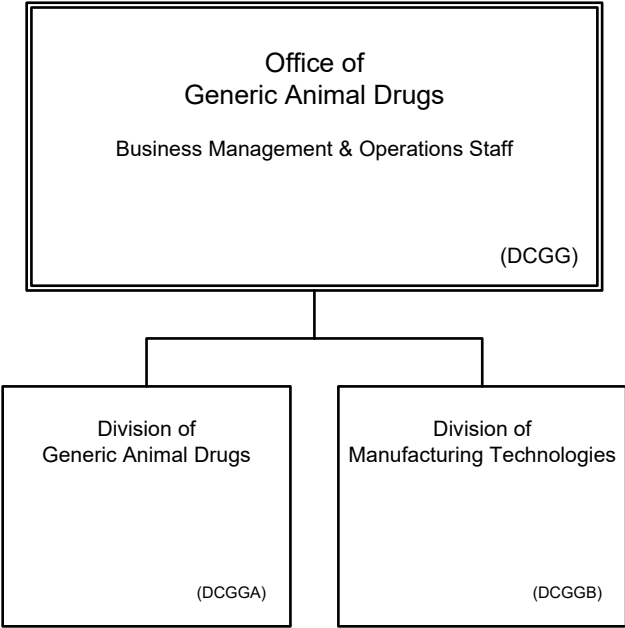 Office of
Generic Animal Drugs
Business Management & Operations Staff
(DCGG)
Division of
Generic Animal Drugs
(DCGGA)
Division of
Manufacturing Technologies
(DCGGB)